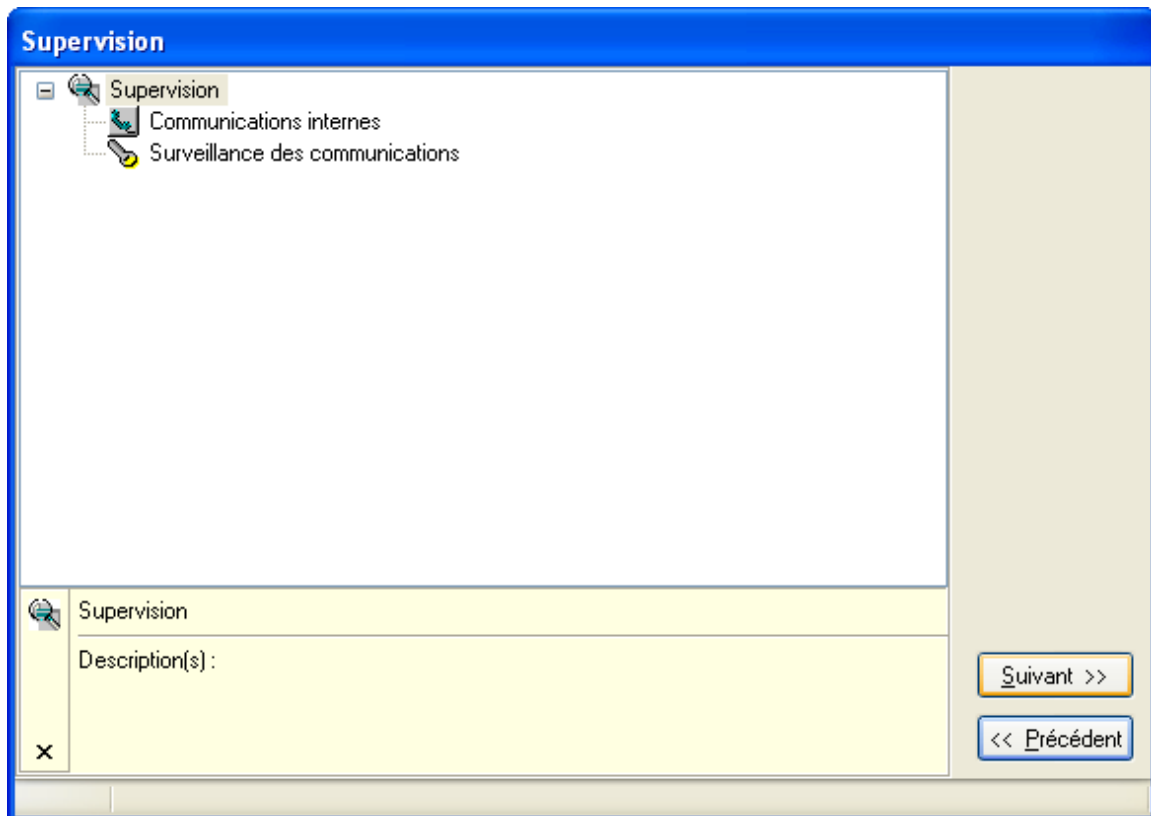 Supervision
Supervision
Communications internes
Surveillance des communications
Supervision
Description(s) :
Suivant >>
<< Précédent